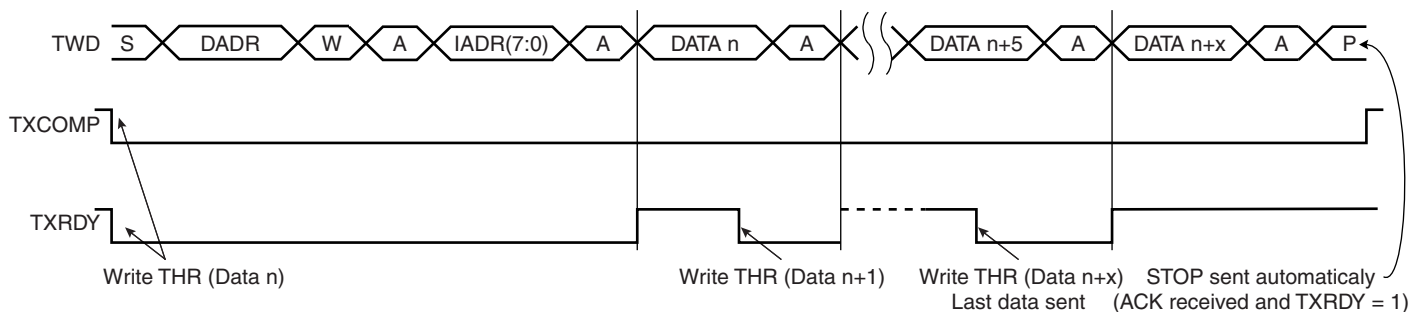 TWD S DADR W A IADR(7:0) A DATA n A DATA n+5 A DATA n+x A P
TXCOMP
TXRDY
Write THR (Data n) Write THR (Data n+1) Write THR (Data n+x) STOP sent automaticaly
Last data sent (ACK received and TXRDY = 1)